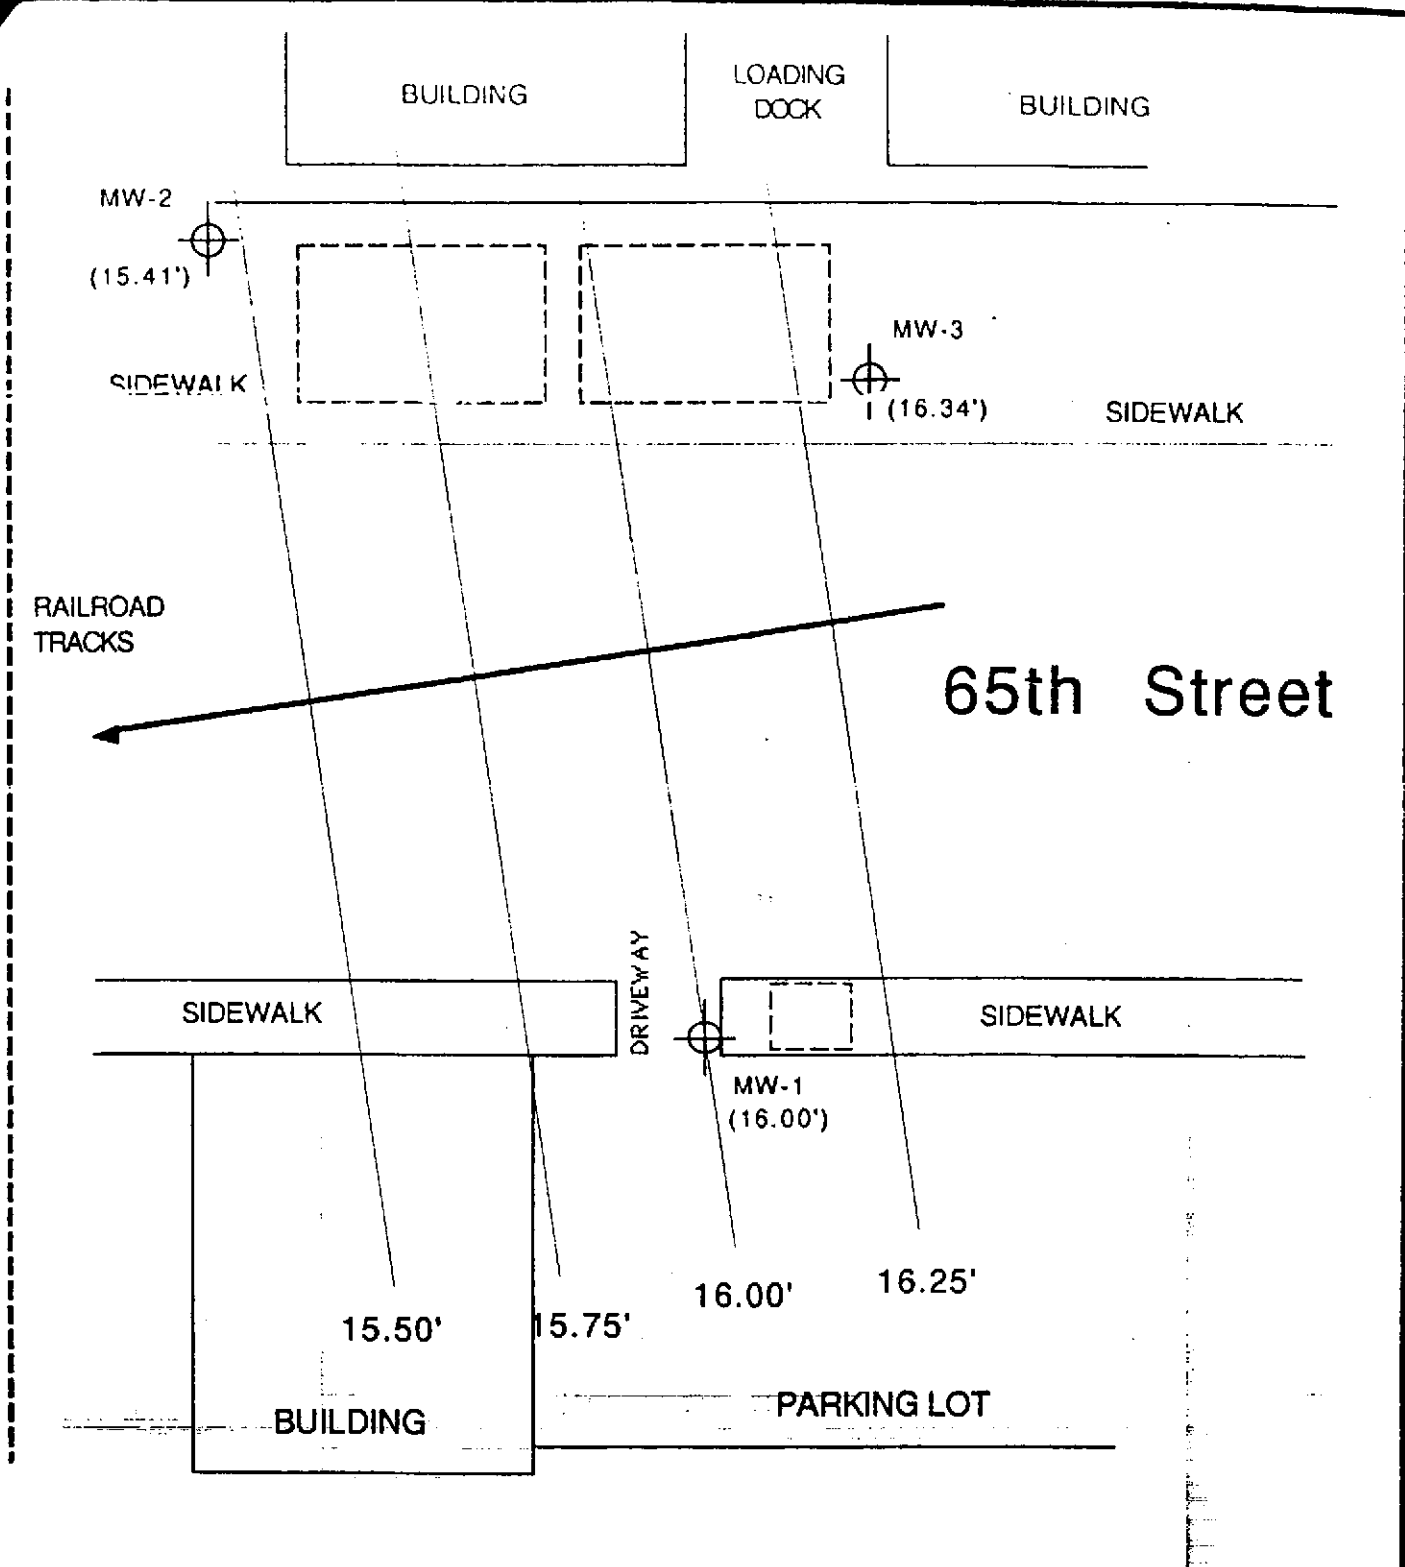 BUILDING
LOADING
DOCK
BUILDING
MW-2
(15.41')
MW-3
(16.34')
SIDEWALK
SIDEWALK
RAILROAD
TRACKS
65th Street
DRIVEWAY
SIDEWALK
SIDEWALK
MW-1
(16.00')
15.50'
15.75'
16.00'
16.25'
BUILDING
PARKING LOT